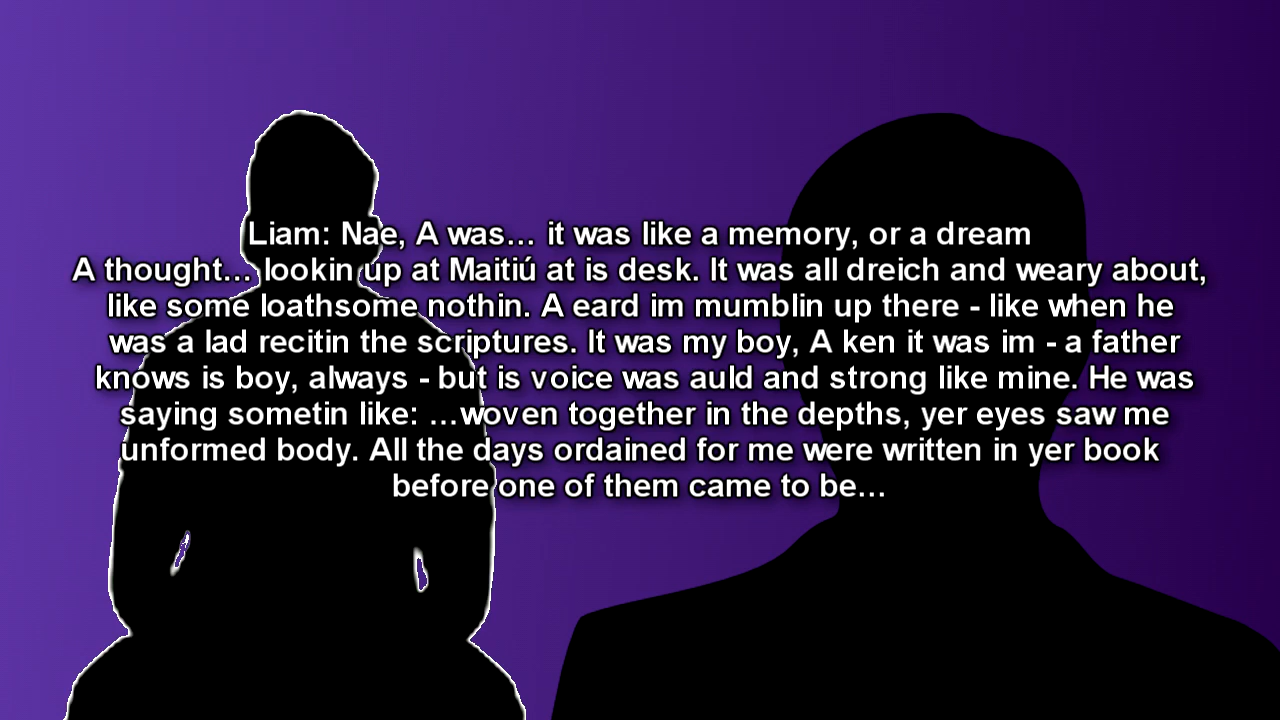 Liam: Nae, A was... it was like a memory, or a dream
A thought... lookin up at Maitiú at is desk. It was all dreich and weary about,
like some loathsome nothin. A eard im mumblin up there - like when he
was a lad recitin the scriptures. It was my boy, A ken it was im - a father
knows is boy, always - but is voice was auld and strong like mine. He was
saying sometin like: ...woven together in the depths, yer eyes saw me
unformed body. All the days ordained for me were written in yer book
before one of them came to be...